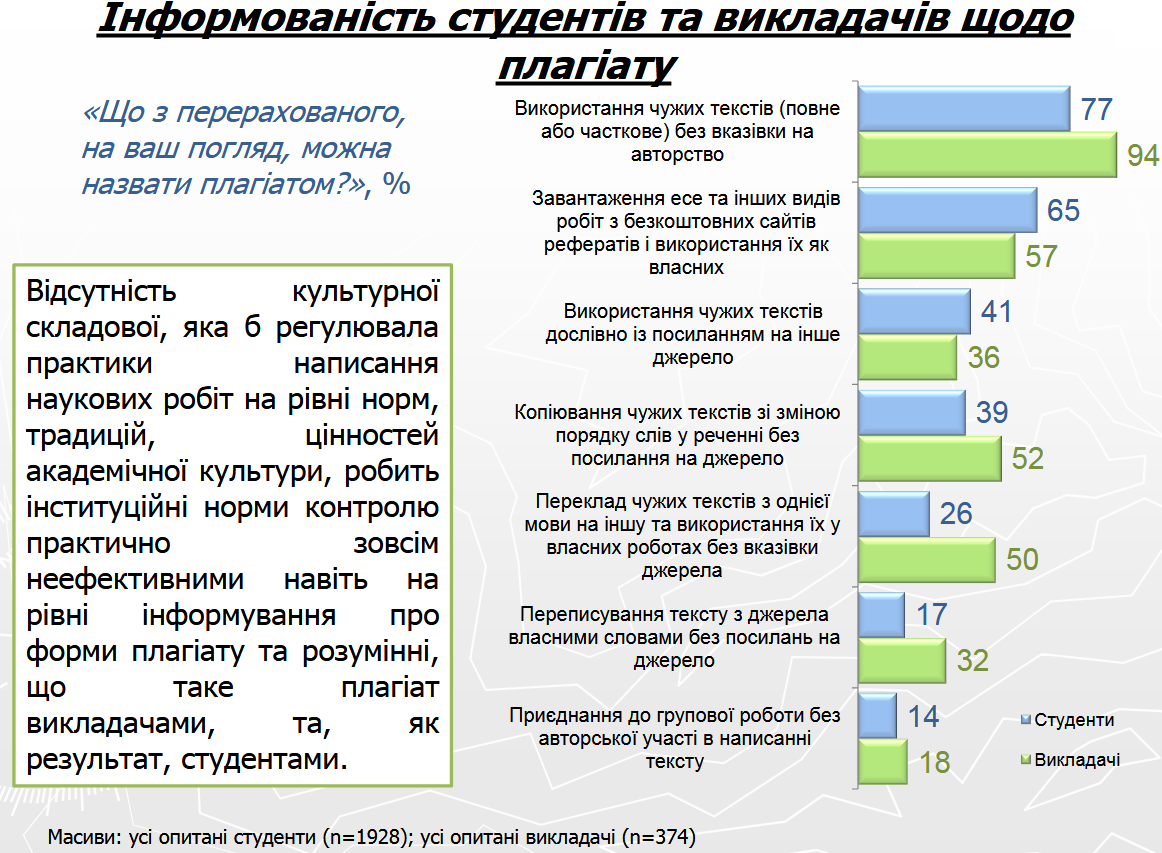 Інформованість студентів та викладачів щодо
плагіату
«Що з перерахованого,
на ваш погляд, можна
назвати плагіатом?», %
Відсутність культурної
складової, яка б регулювала
практики написання
наукових робіт на рівні норм,
традицій, цінностей
академічної культури, робить
інституційні норми контролю
практично зовсім
неефективними навіть на
рівні інформування про
форми плагіату та розумінні,
що таке плагіат
викладачами, та, як
результат, студентами.
Використання чужих текстів (повне
або часткове) без вказівки на
авторство
77
94
Завантаження есе та інших видів
робіт з безкоштовних сайтів
рефератів і використання їх як
власних
65
57
Використання чужих текстів
дослівно із посиланням на інше
джерело
41
36
Копіювання чужих текстів зі зміною
порядку слів у реченні без
посилання на джерело
39
52
Переклад чужих текстів з однієї
мови на іншу та використання їх у
власних роботах без вказівки
джерела
26
50
Переписування тексту з джерела
власними словами без посилань на
джерело
17
32
Приєднання до групової роботи без
авторської участі в написанні
тексту
14
18
Студенти
Викладачі
Масиви: усі опитані студенти (n=1928); усі опитані викладачі (n=374)